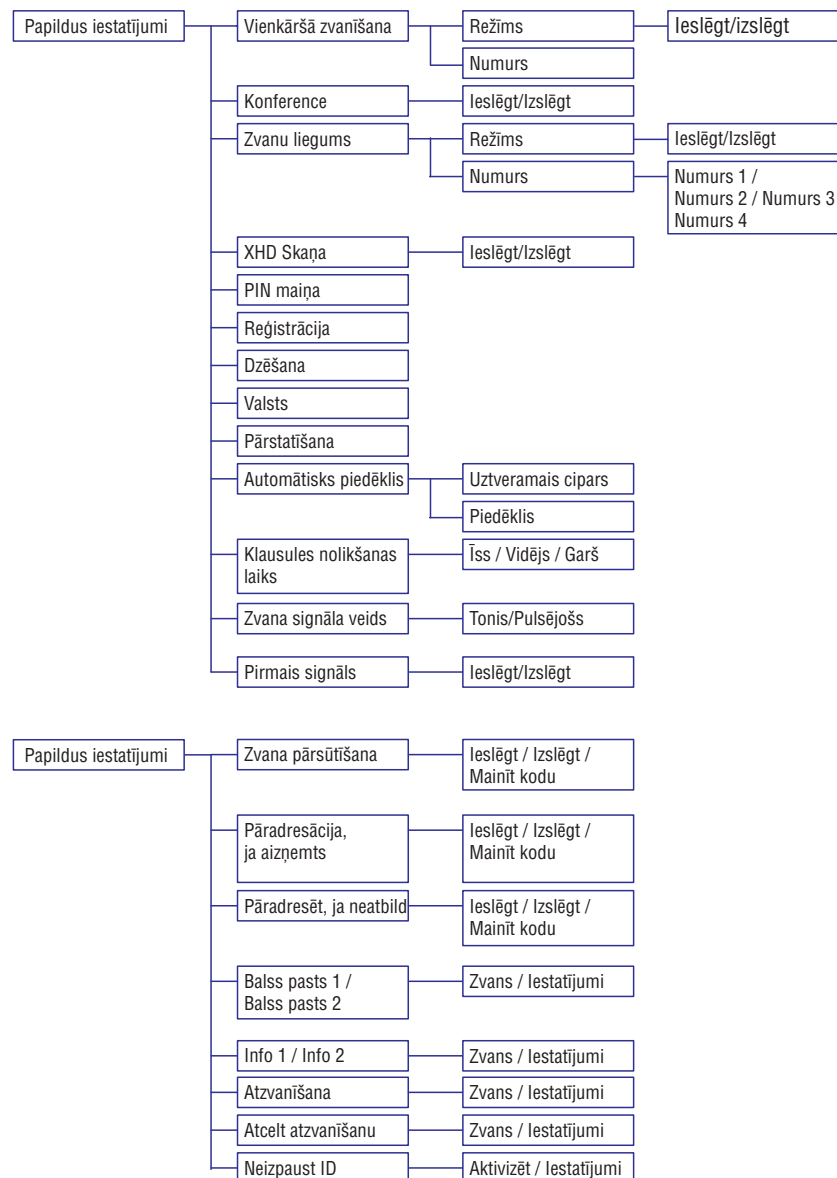 Papildus iestatījumi
Vienkāršā zvanīšana
Režīms
Ieslēgt/izslēgt
Numurs
Konference
Ieslēgt/Izslēgt
Zvanu liegums
Režīms
Ieslēgt/Izslēgt
Numurs
Numurs 1 /
Numurs 2 / Numurs 3
Numurs 4
XHD Skaņa
Ieslēgt/Izslēgt
PIN maiņa
Reģistrācija
Dzēšana
Valsts
Pārstatīšana
Automātisks piedēklis
Uztveramais cipars
Piedēklis
Klausules nolikšanas
laiks
Īss / Vidējs / Garš
Zvana signāla veids
Tonis/Pulsējošs
Pirmais signāls
Ieslēgt/Izslēgt
Papildus iestatījumi
Zvana pārsūtīšana
Ieslēgt / Izslēgt /
Mainīt kodu
Pāradresācija,
ja aizņemts
Ieslēgt / Izslēgt /
Mainīt kodu
Pāradresēt, ja neatbild
Ieslēgt / Izslēgt /
Mainīt kodu
Balss pasts 1 /
Balss pasts 2
Zvans / Iestatījumi
Info 1 / Info 2
Zvans / Iestatījumi
Atzvanīšana
Zvans / Iestatījumi
Atcelt atzvanīšanu
Zvans / Iestatījumi
Neizpaust ID
Aktivizēt / Iestatījumi